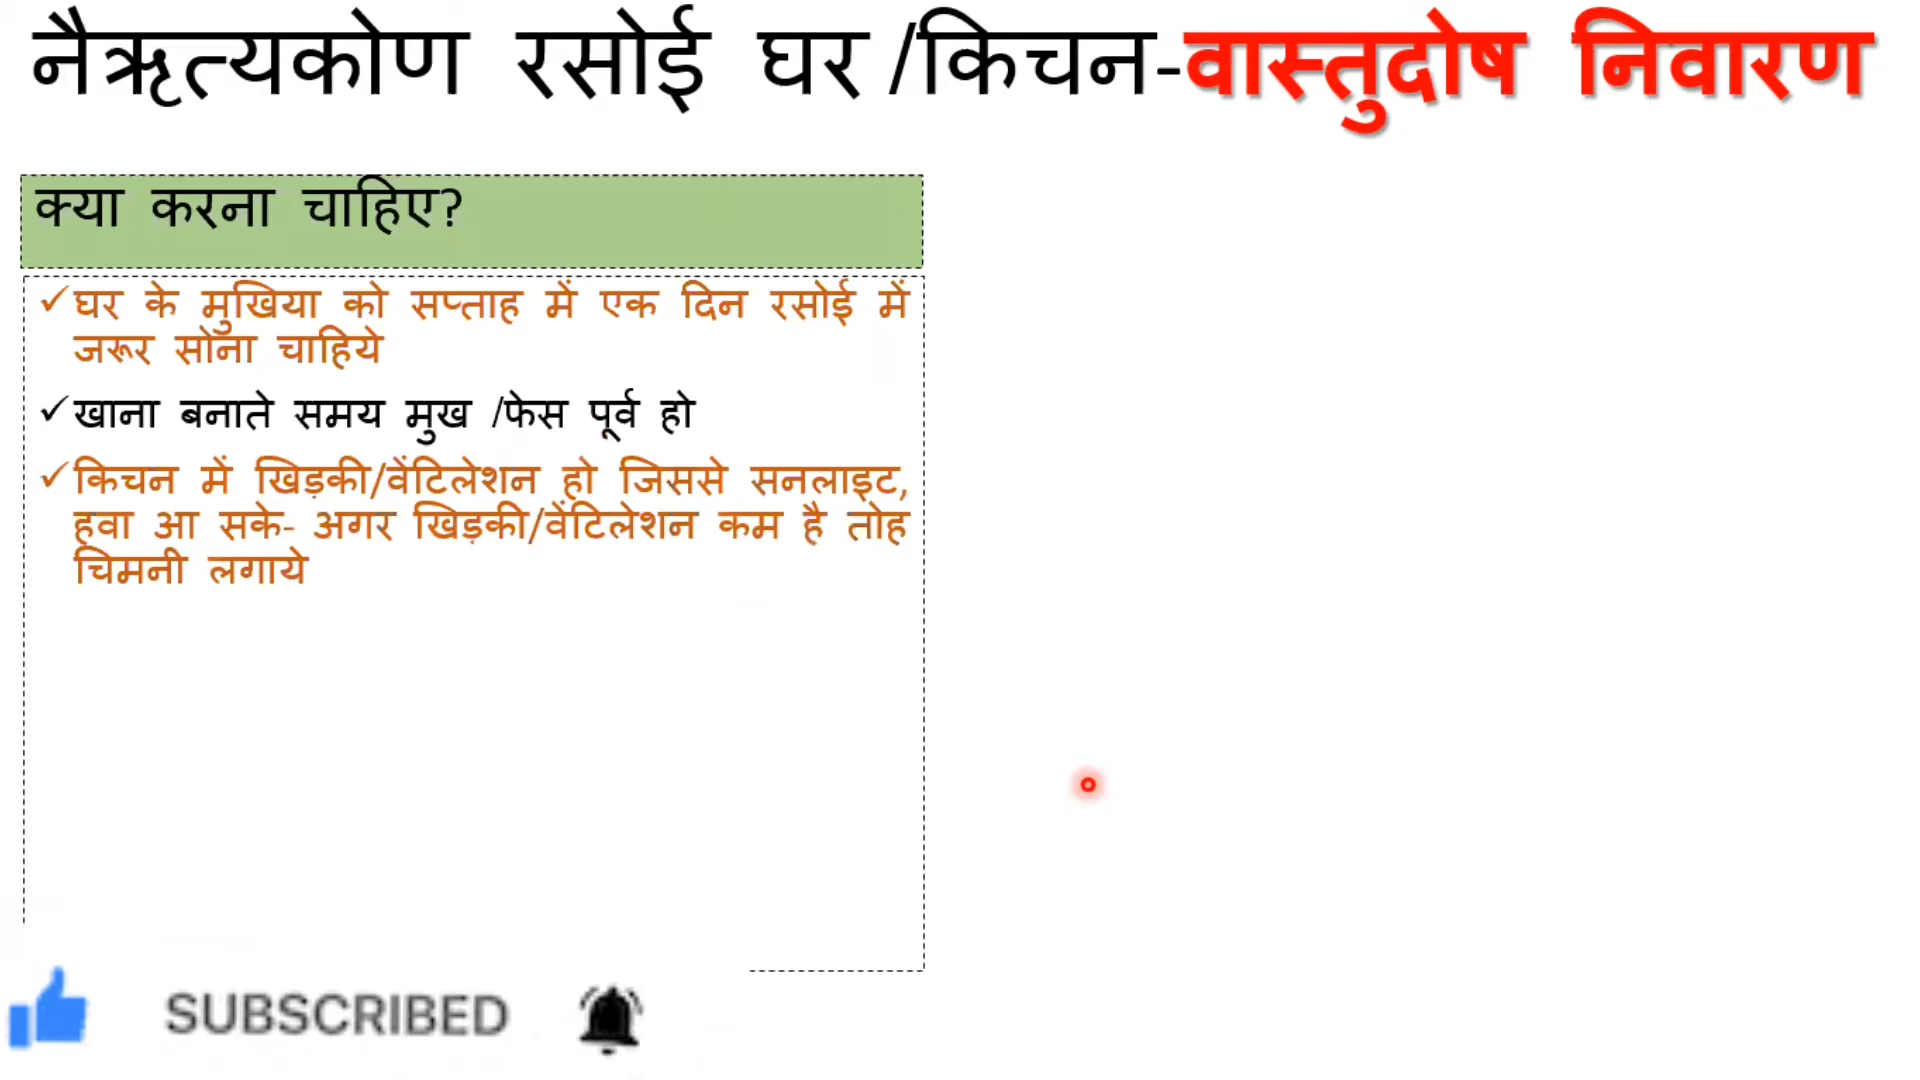 नैऋत्यकोण रसोई घर /किचन-वास्तुदोष निवारण
क्या करना चाहिए?
✓घर के मुखिया को सप्ताह में एक दिन रसोई में
जरूर सोना चाहिये
✓खाना बनाते समय मुख /फेस पूर्व हो
✓किचन में खिड़की/वेंटिलेशन हो जिससे सनलाइट,
हवा आ सके- अगर खिड़की/वेंटिलेशन कम है तोह
चिमनी लगाये
SUBSCRIBED